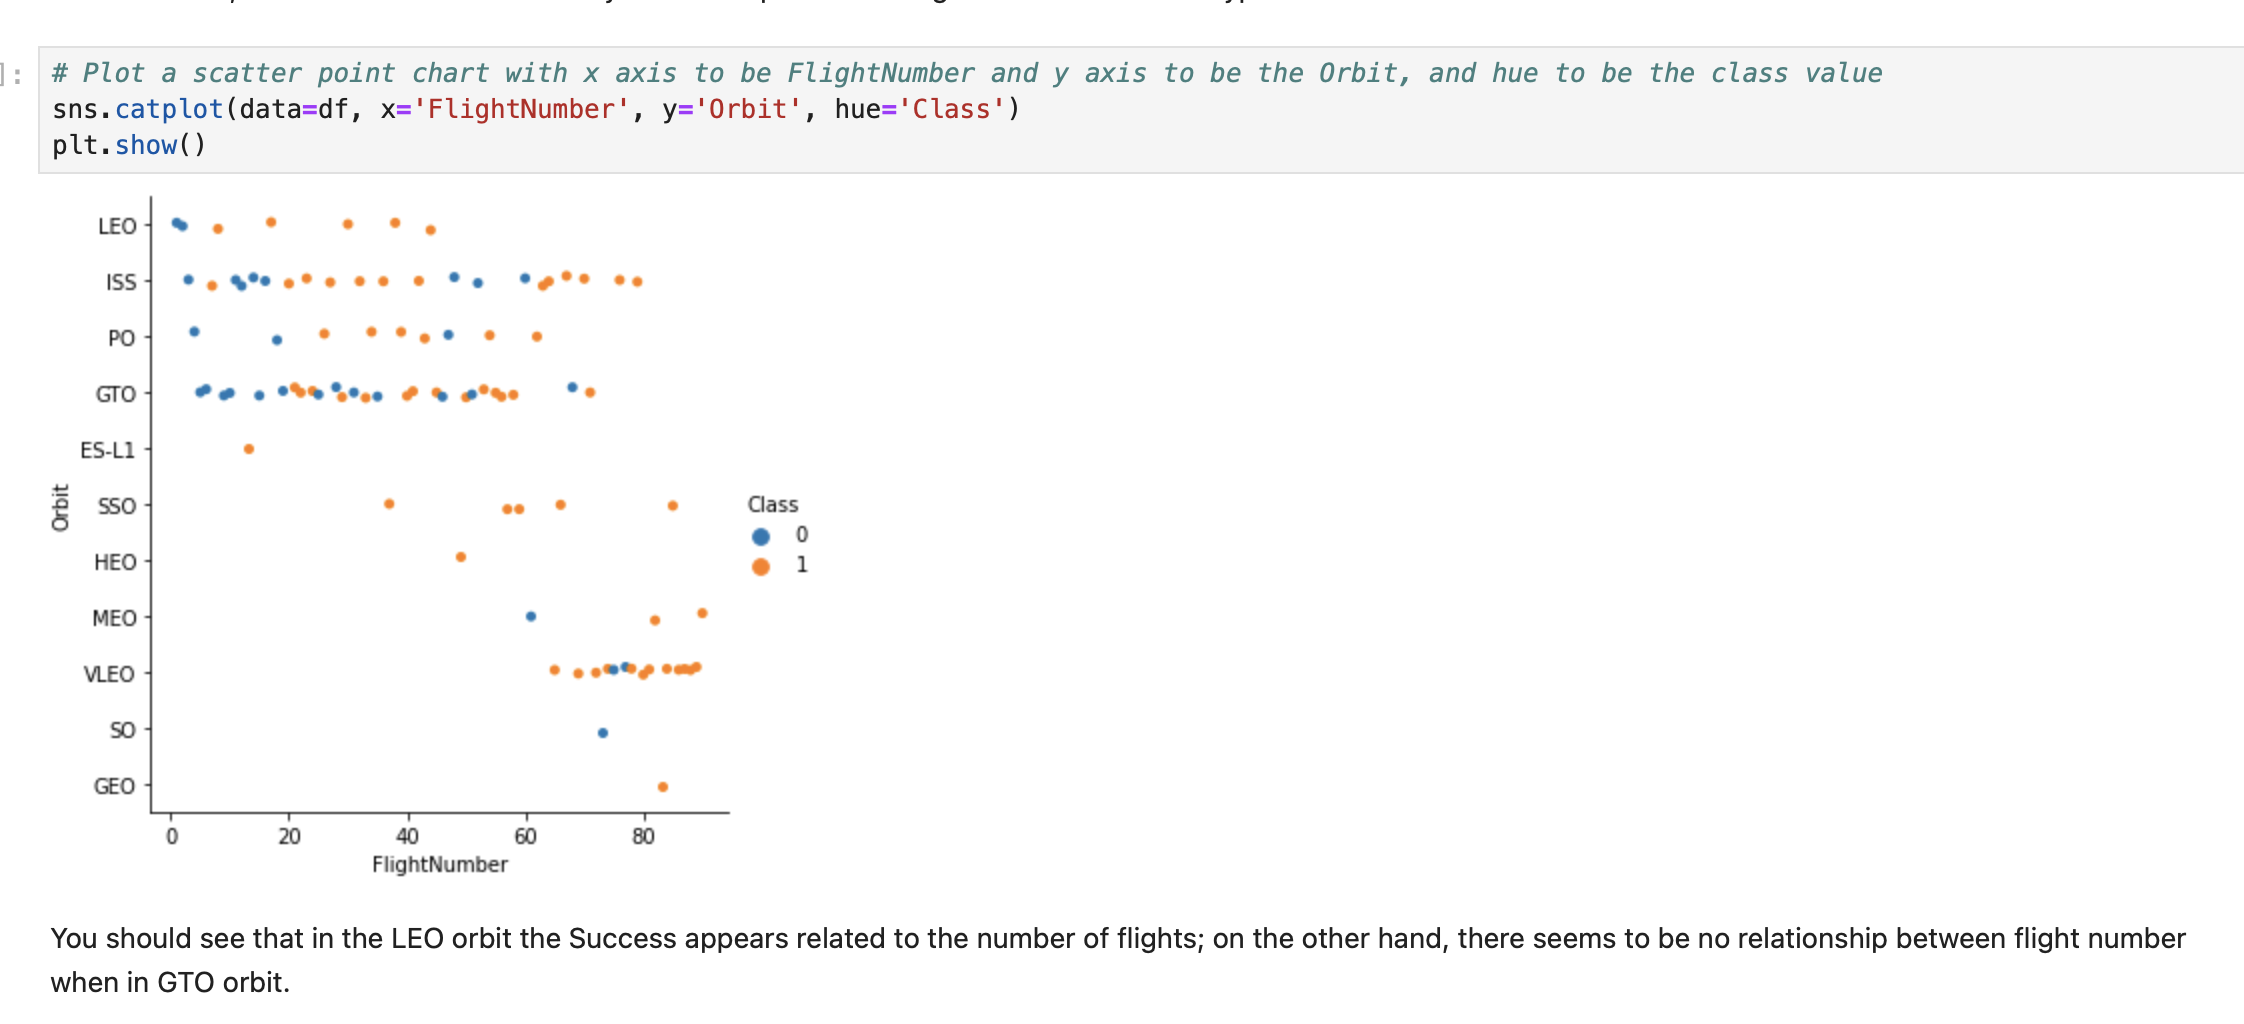 ]:
# Plot a scatter point chart with x axis to be FlightNumber and y axis to be the Orbit, and hue to be the class value
sns.catplot(data=df, x='FlightNumber', y='Orbit', hue='Class')
plt.show()
LEO
ISS
PO
GTO
ES-L1
SSO
HEO
MEO
VLEO
SO
GEO
Orbit
0 20 40 60 80
FlightNumber
Class
0
1
You should see that in the LEO orbit the Success appears related to the number of flights; on the other hand, there seems to be no relationship between flight number
when in GTO orbit.